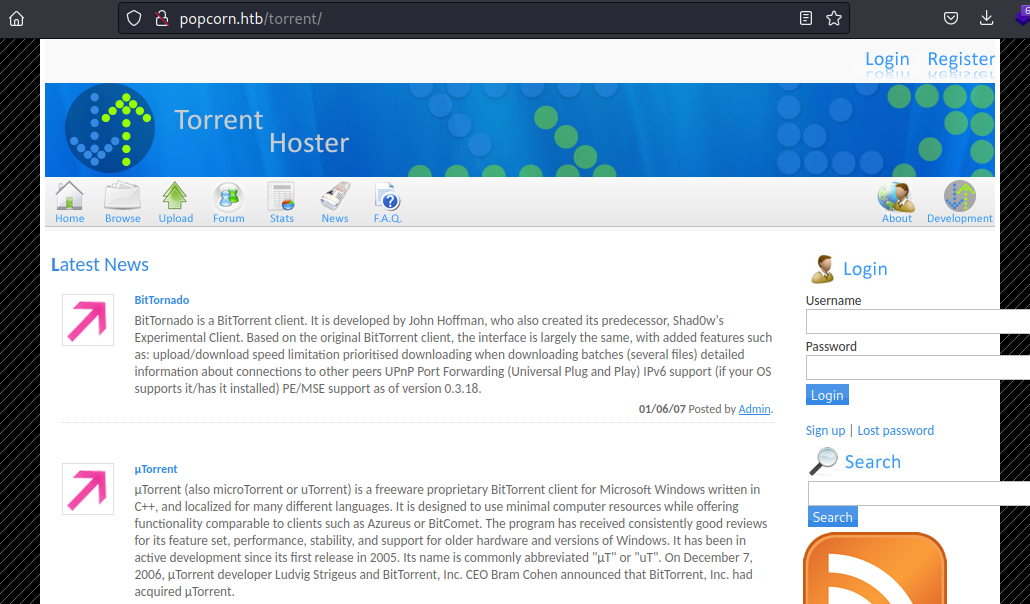 popcorn.htb/torrent/
6
Login Register
Torrent
Hoster
Home Browse Upload Forum Stats News F.A.Q. About Development
Latest News
BitTornado
BitTornado is a BitTorrent client. It is developed by John Hoffman, who also created its predecessor, Shad0w's
Experimental Client. Based on the original BitTorrent client, the interface is largely the same, with added features such
as: upload/download speed limitation prioritised downloading when downloading batches (several files) detailed
information about connections to other peers UPnP Port Forwarding (Universal Plug and Play) IPv6 support (if your OS
supports it/has it installed) PE/MSE support as of version 0.3.18.
01/06/07 Posted by Admin.
µTorrent
µTorrent (also microTorrent or uTorrent) is a freeware proprietary BitTorrent client for Microsoft Windows written in
C++, and localized for many different languages. It is designed to use minimal computer resources while offering
functionality comparable to clients such as Azureus or BitComet. The program has received consistently good reviews
for its feature set, performance, stability, and support for older hardware and versions of Windows. It has been in
active development since its first release in 2005. Its name is commonly abbreviated "µT" or "uT". On December 7,
2006, µTorrent developer Ludvig Strigeus and BitTorrent, Inc. CEO Bram Cohen announced that BitTorrent, Inc. had
acquired µTorrent.
Login
Username
Password
Login
Sign up | Lost password
Search
Search